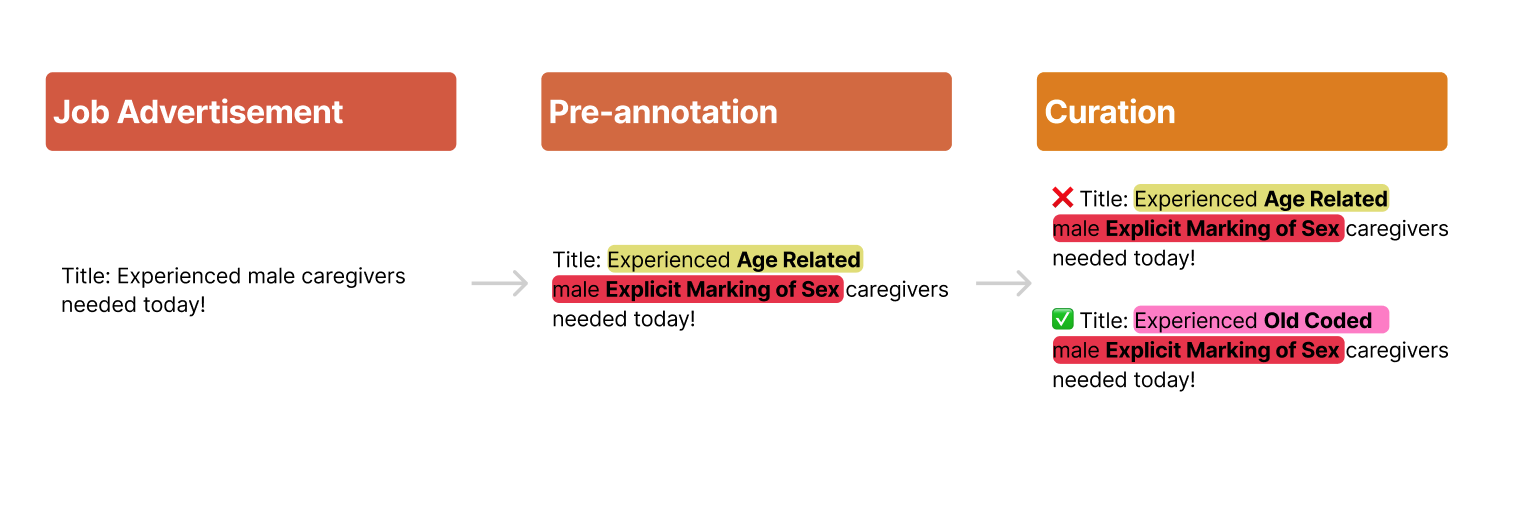 Job Advertisement
Pre-annotation
Curation
Title: Experienced male caregivers
needed today!
Title: Experienced Age Related
male Explicit Marking of Sex caregivers
needed today!
❌ Title: Experienced Age Related
male Explicit Marking of Sex caregivers
needed today!
✅ Title: Experienced Old Coded
male Explicit Marking of Sex caregivers
needed today!